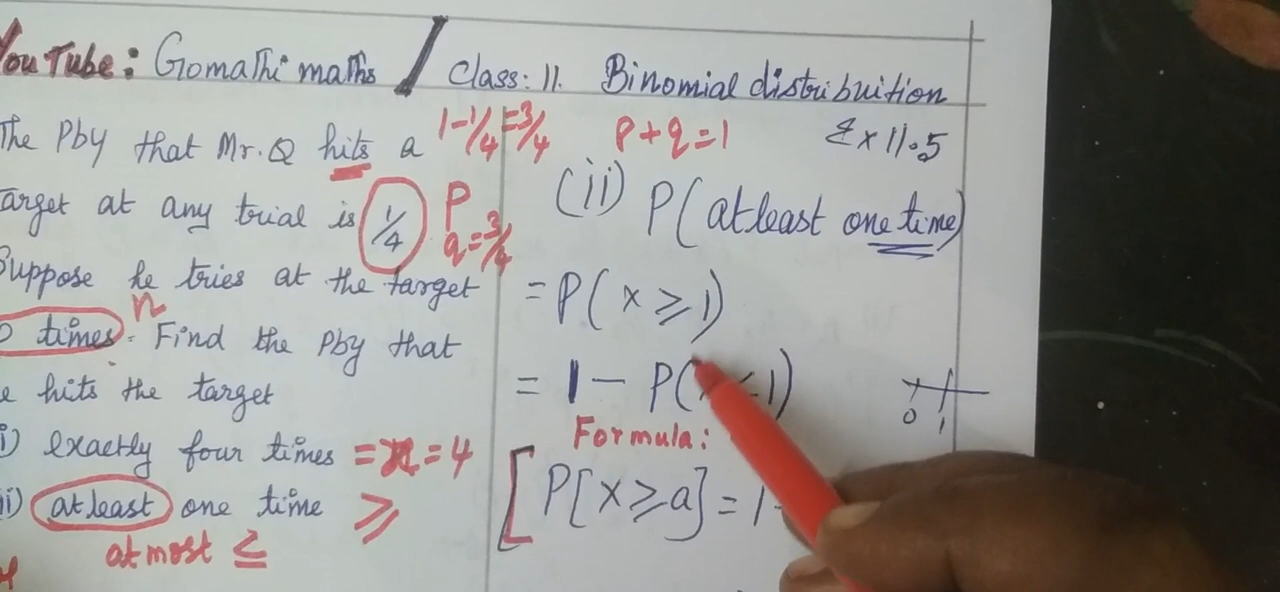 YouTube: Gomathi maths / Class: 11. Binomial distribuition
The Pby that Mr. Q hits a
target at any trial is 1/4
Suppose he tries at the target
times. Find the Pby that
hits the target
i) exactly four times = x = 4
ii) atleast one time ≥
atmost ≤
1-1/4=3/4
P
q=3/4
n
P+q=1
Ex 11.5
(ii) P(atleast one time)
= P(x ≥ 1)
= 1 - P(x < 1)
0 1
Formula:
[P[x ≥ a] = 1-